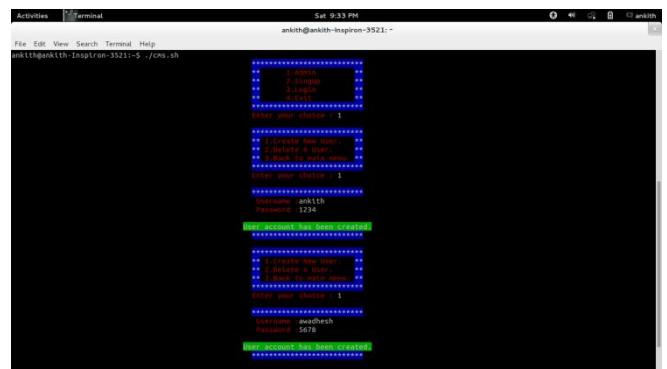 Activities Terminal Sat 9:33 PM ankith
ankith@ankith-Inspiron-3521: ~
File Edit View Search Terminal Help
ankith@ankith-Inspiron-3521:~$ ./cms.sh
***************************
** 1.Admin **
** 2.Singup **
** 3.Login **
** 4.Exit **
***************************
Enter your choice : 1
***************************
** 1.Create New User. **
** 2.Delete A User. **
** 3.Back To main menu. **
***************************
Enter your choice : 1
***************************
Username :ankith
Password :1234
User account has been created.
***************************
***************************
** 1.Create New User. **
** 2.Delete A User. **
** 3.Back To main menu. **
***************************
Enter your choice : 1
***************************
Username :awadhesh
Password :5678
User account has been created.
***************************